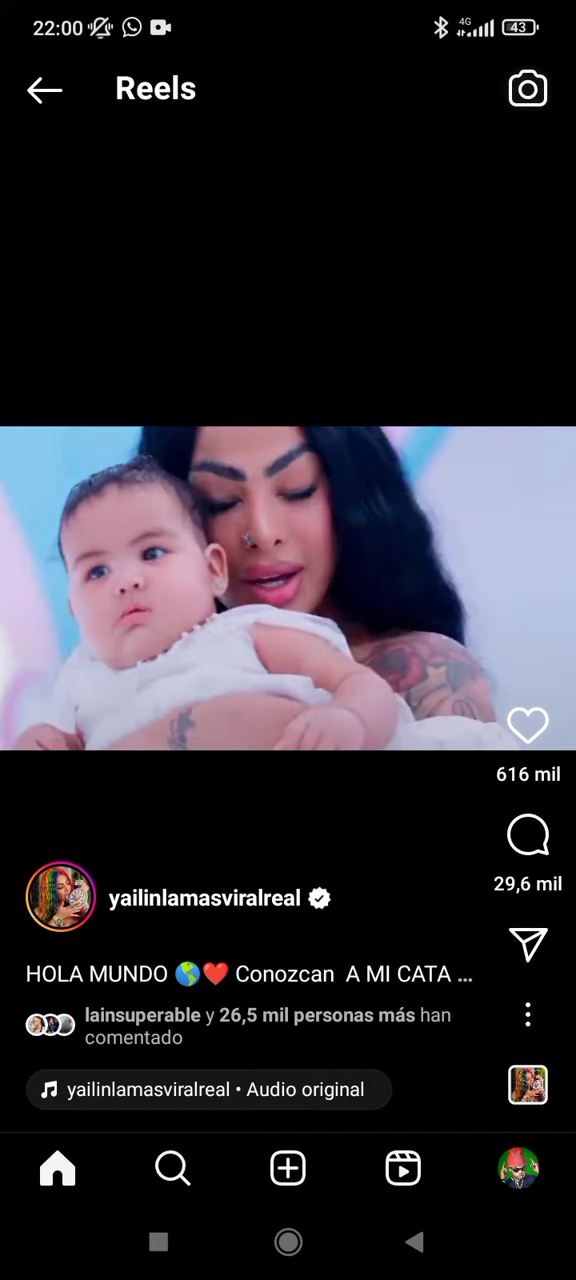 22:00
4G
43
Reels
616 mil
29,6 mil
yailinlamasviralreal
HOLA MUNDO 🌎❤️ Conozcan A MI CATA ...
lainsuperable y 26,5 mil personas más han
comentado
yailinlamasviralreal • Audio original